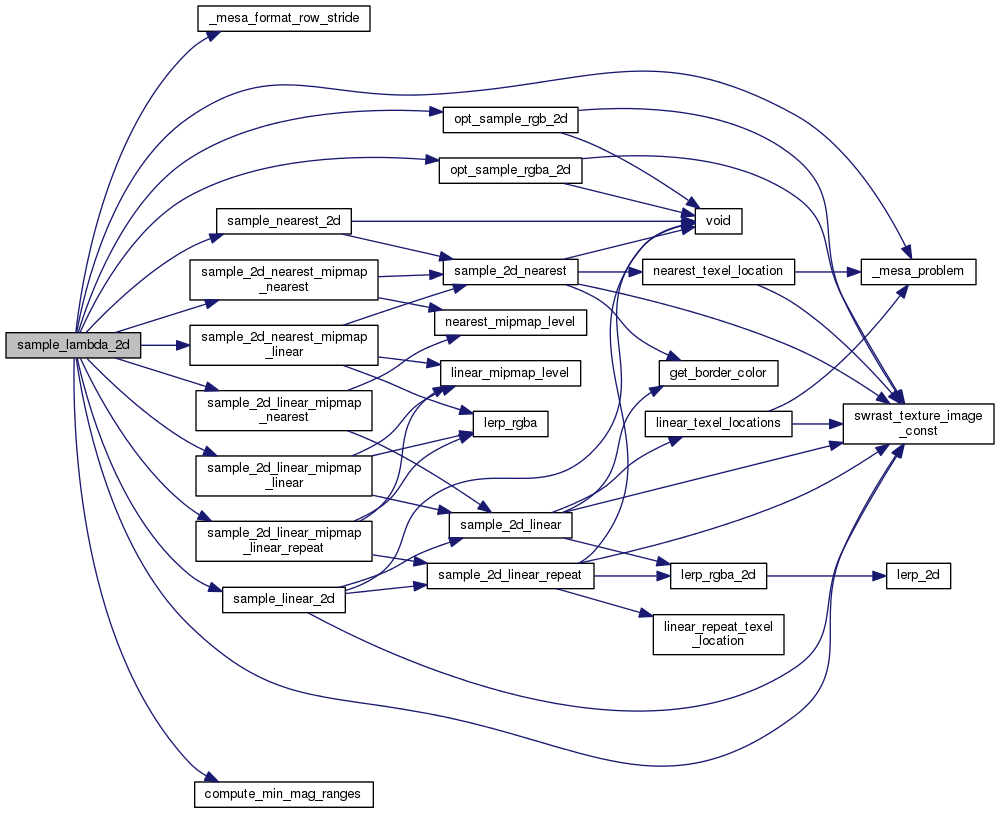 _mesa_format_row_stride
opt_sample_rgb_2d
opt_sample_rgba_2d
sample_nearest_2d
void
sample_2d_nearest_mipmap
_nearest
sample_2d_nearest
nearest_texel_location
_mesa_problem
nearest_mipmap_level
sample_lambda_2d
sample_2d_nearest_mipmap
_linear
linear_mipmap_level
get_border_color
sample_2d_linear_mipmap
_nearest
lerp_rgba
linear_texel_locations
swrast_texture_image
_const
sample_2d_linear_mipmap
_linear
sample_2d_linear
sample_2d_linear_mipmap
_linear_repeat
sample_2d_linear_repeat
lerp_rgba_2d
lerp_2d
sample_linear_2d
linear_repeat_texel
_location
compute_min_mag_ranges